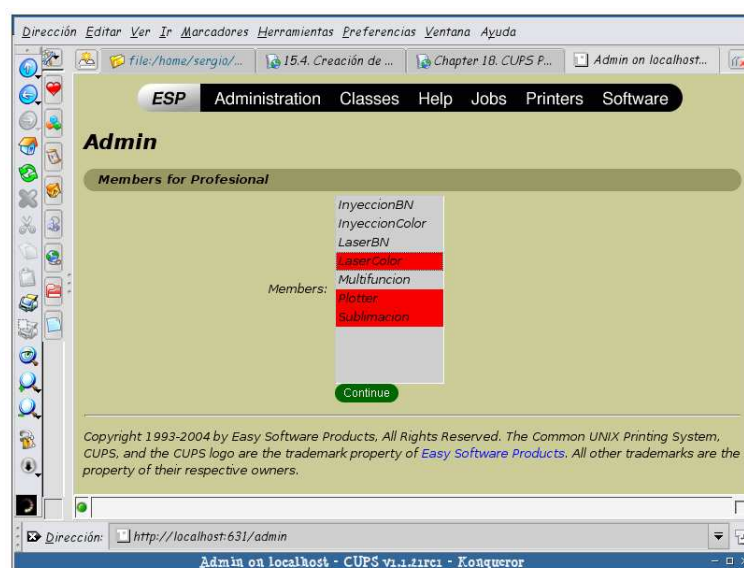 Dirección Editar Ver Ir Marcadores Herramientas Preferencias Ventana Ayuda
file:/home/sergio/... 15.4. Creación de ... Chapter 18. CUPS P... Admin on localhost...
ESP Administration Classes Help Jobs Printers Software
Admin
Members for Profesional
Members:
InyeccionBN
InyeccionColor
LaserBN
LaserColor
Multifuncion
Plotter
Sublimacion
Continue
Copyright 1993-2004 by Easy Software Products, All Rights Reserved. The Common UNIX Printing System,
CUPS, and the CUPS logo are the trademark property of Easy Software Products. All other trademarks are the
property of their respective owners.
Dirección: http://localhost:631/admin
Admin on localhost - CUPS v1.1.21rc1 - Konqueror